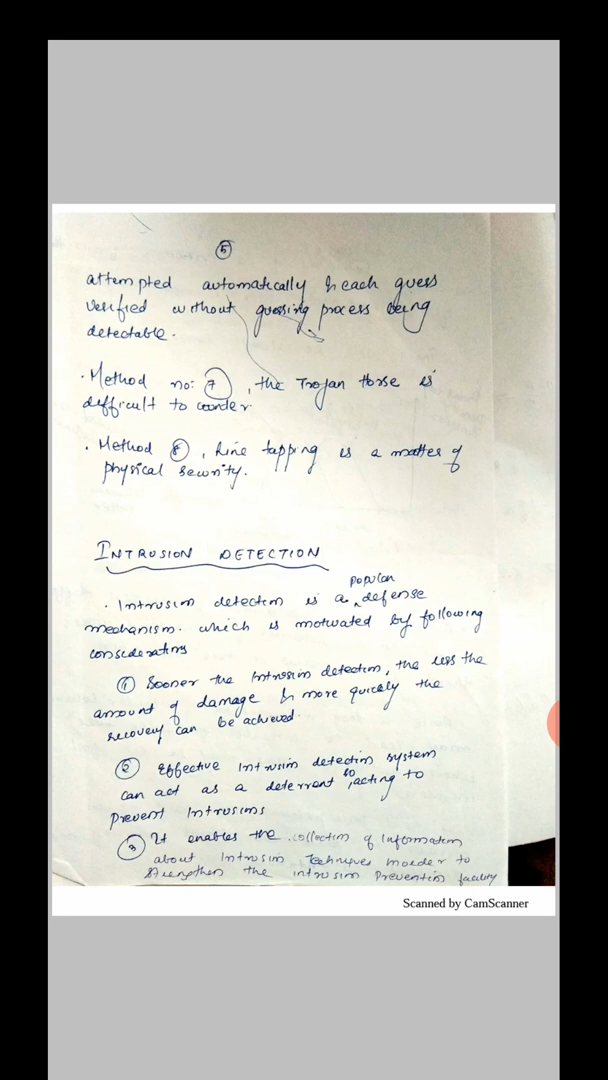 5
attempted automatically & each guess
verified without guessing process being
detectable.
. Method no: 7, the Trojan Horse is
difficult to counter.
. Method 8, Line tapping is a matter of
physical security.
INTRUSION DETECTION
popular
. Intrusion detection is a ^ defense
mechanism. which is motivated by following
considerations
1 Sooner the Intrusion detection, the less the
amount of damage & more quickly the
recovery can be achieved.
2 Effective Intrusion detection system
can act as a deterrent so, acting to
prevent Intrusions
3 It enables the collection of Information
about Intrusion, Techniques inorder to
strengthen the intrusion Prevention facility
Scanned by CamScanner